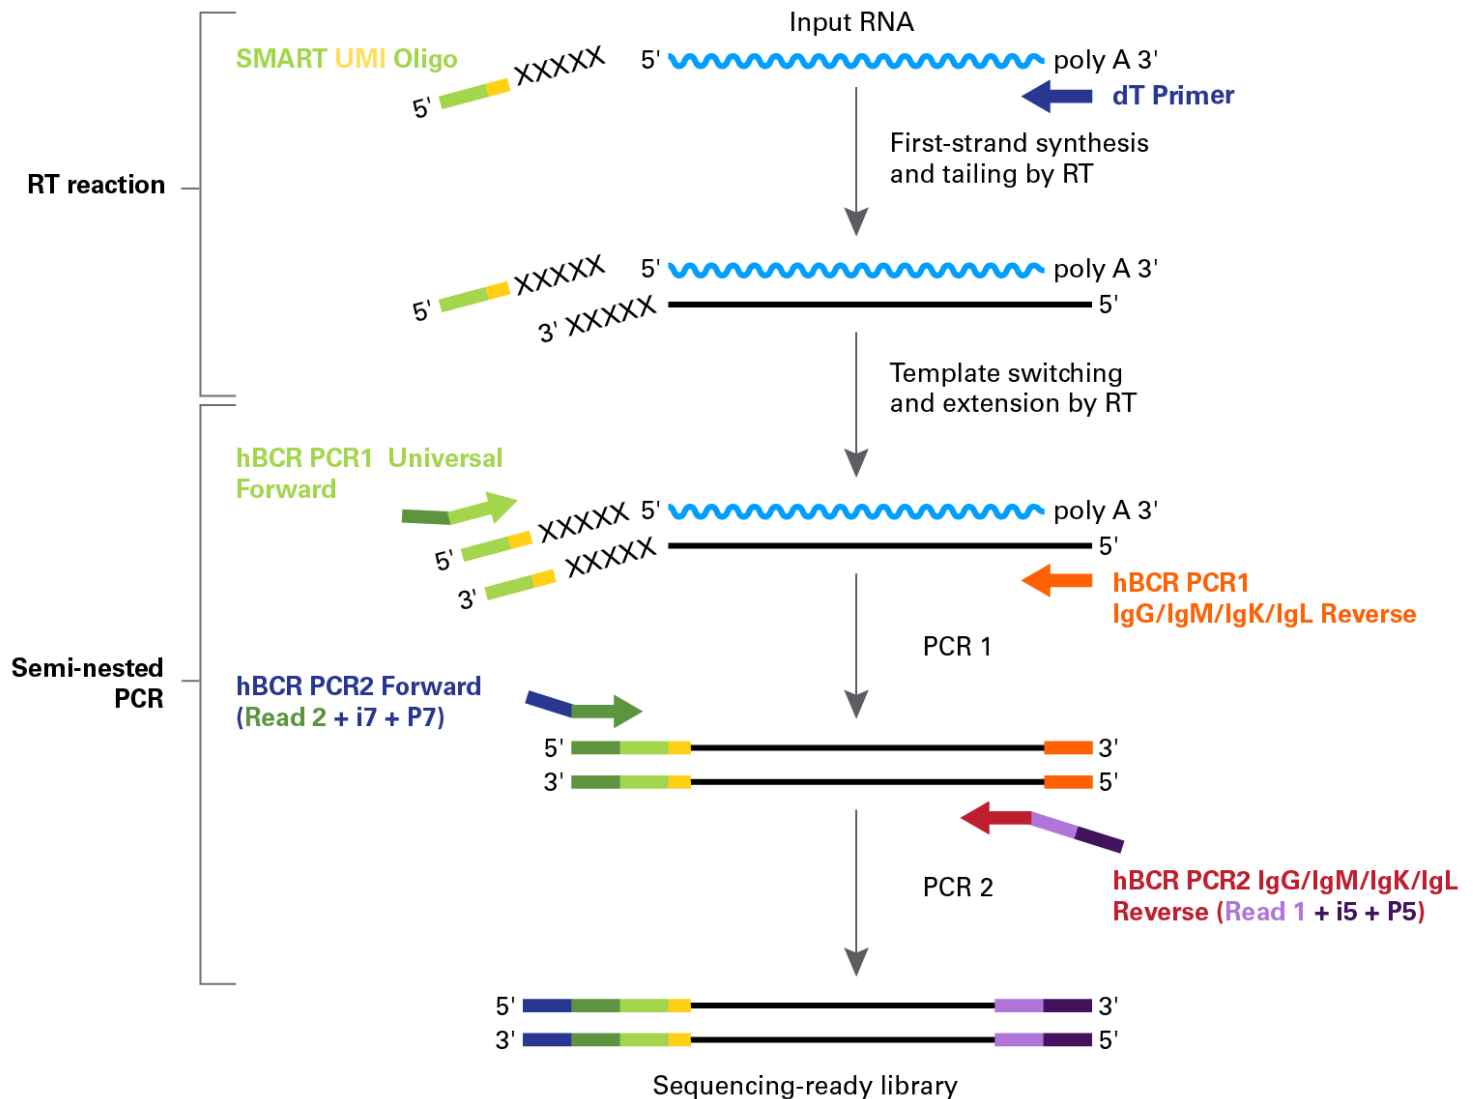 Input RNA
SMART UMI Oligo
XXXXX
5'
5'
poly A 3'
dT Primer
First-strand synthesis
and tailing by RT
RT reaction
XXXXX
5'
5'
poly A 3'
3' XXXXX
5'
Template switching
and extension by RT
hBCR PCR1 Universal
Forward
XXXXX
5'
poly A 3'
5'
XXXXX
5'
3'
hBCR PCR1
IgG/IgM/IgK/IgL Reverse
PCR 1
Semi-nested
PCR
hBCR PCR2 Forward
(Read 2 + i7 + P7)
5'
3'
3'
5'
PCR 2
hBCR PCR2 IgG/IgM/IgK/IgL
Reverse (Read 1 + i5 + P5)
5'
3'
3'
5'
Sequencing-ready library